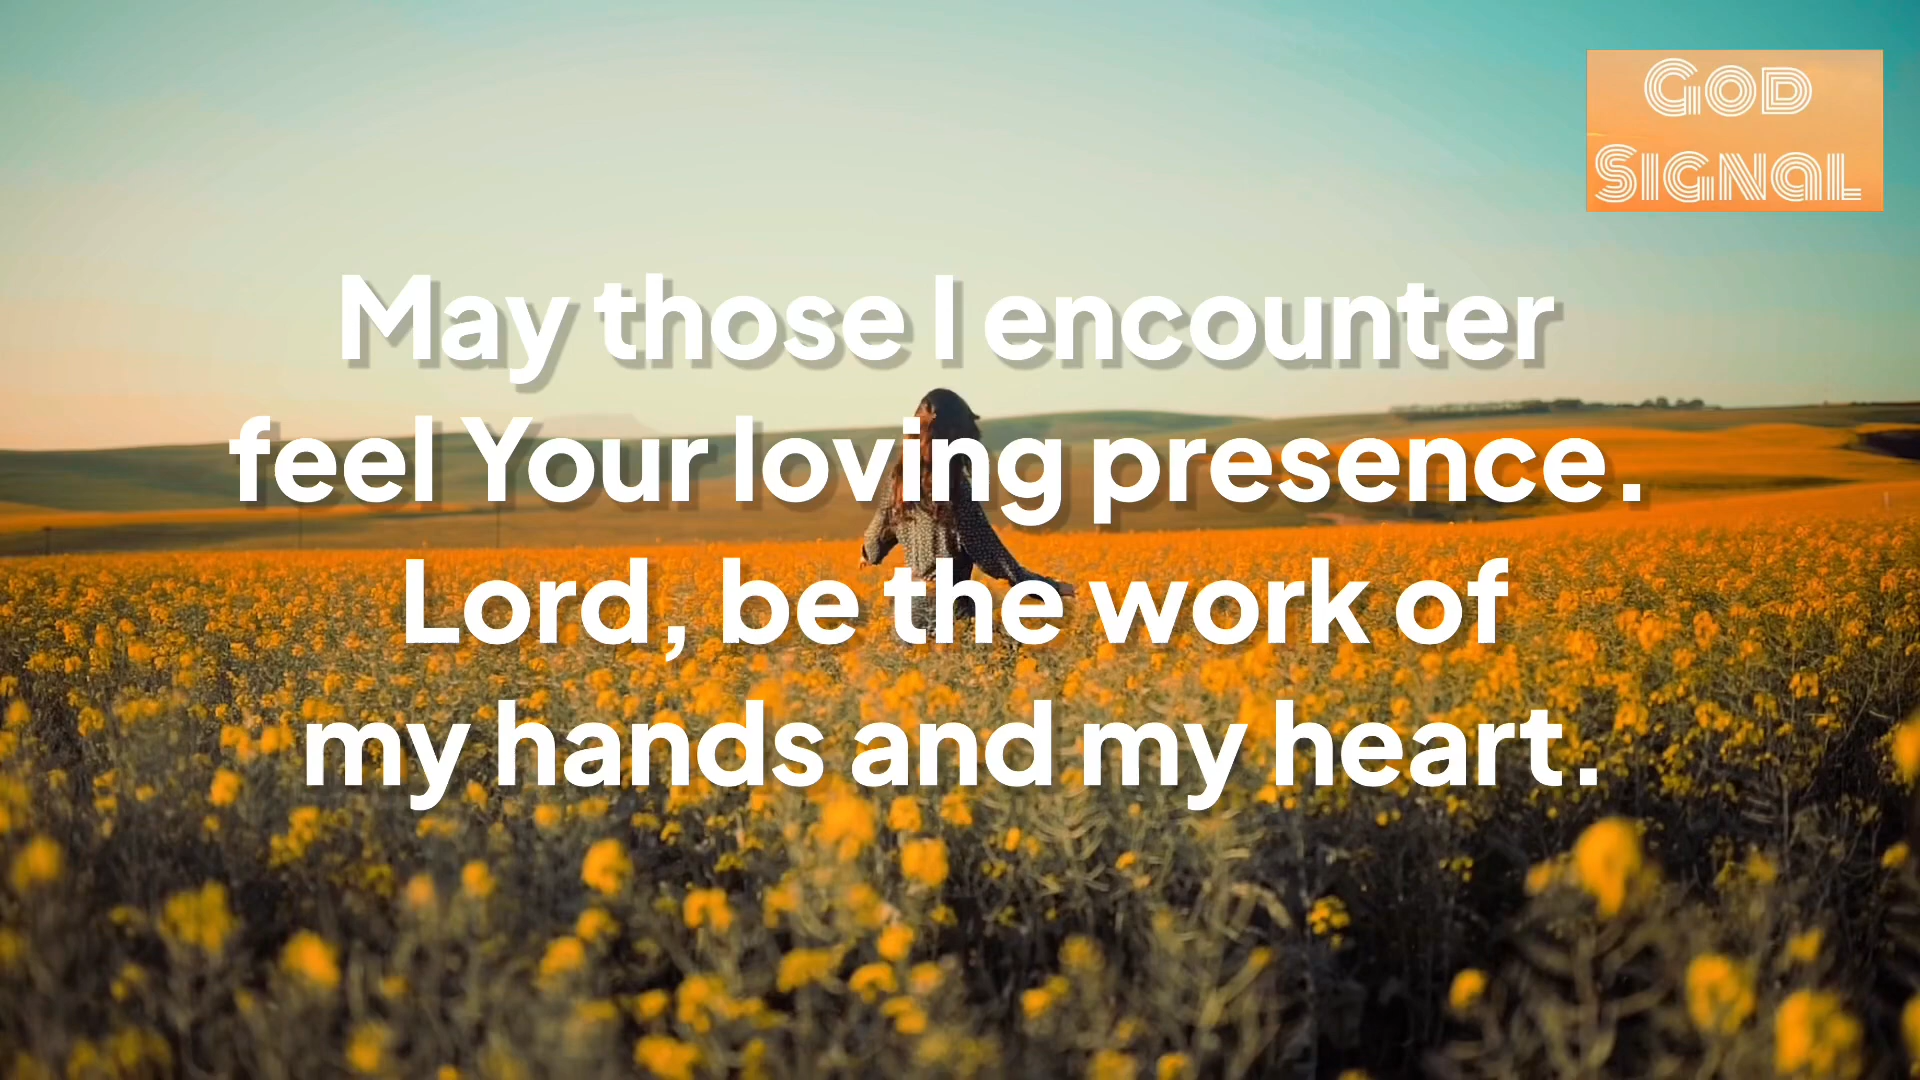 God
Signal
May those I encounter
feel Your loving presence.
Lord, be the work of
my hands and my heart.